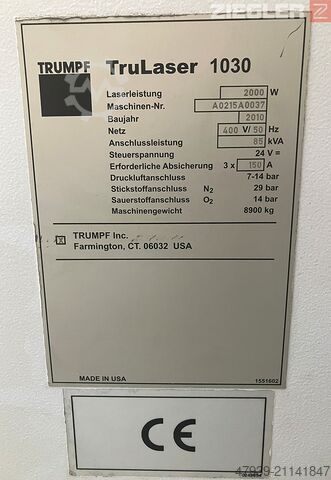 ZIEGLER
TRUMPF TruLaser 1030
Laserleistung 2000 W
Maschinen-Nr. A0215A0037
Baujahr 2010
Netz 400 V/ 50 Hz
Anschlussleistung 85 kVA
Steuerspannung 24 V =
Erforderliche Absicherung 3 x 150 A
Druckluftanschluss 7-14 bar
Stickstoffanschluss N2 29 bar
Sauerstoffanschluss O2 14 bar
Maschinengewicht 8900 kg
x TRUMPF Inc.
Farmington, CT. 06032 USA
MADE IN USA 1551602
CE
47929-21141847